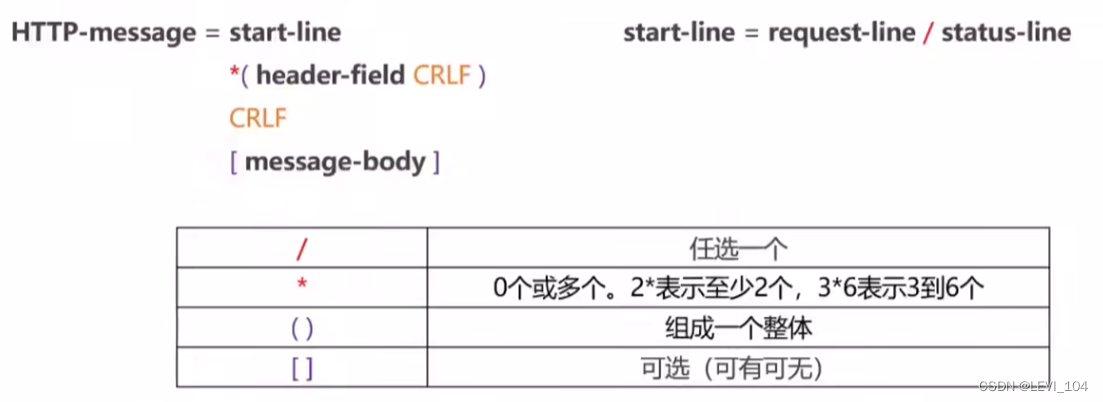 HTTP-message = start-line
start-line = request-line / status-line
*( header-field CRLF )
CRLF
[ message-body ]
/ 任选一个
* 0个或多个。2*表示至少2个，3*6表示3到6个
( ) 组成一个整体
[ ] 可选（可有可无）
CSDN @LEVI_104